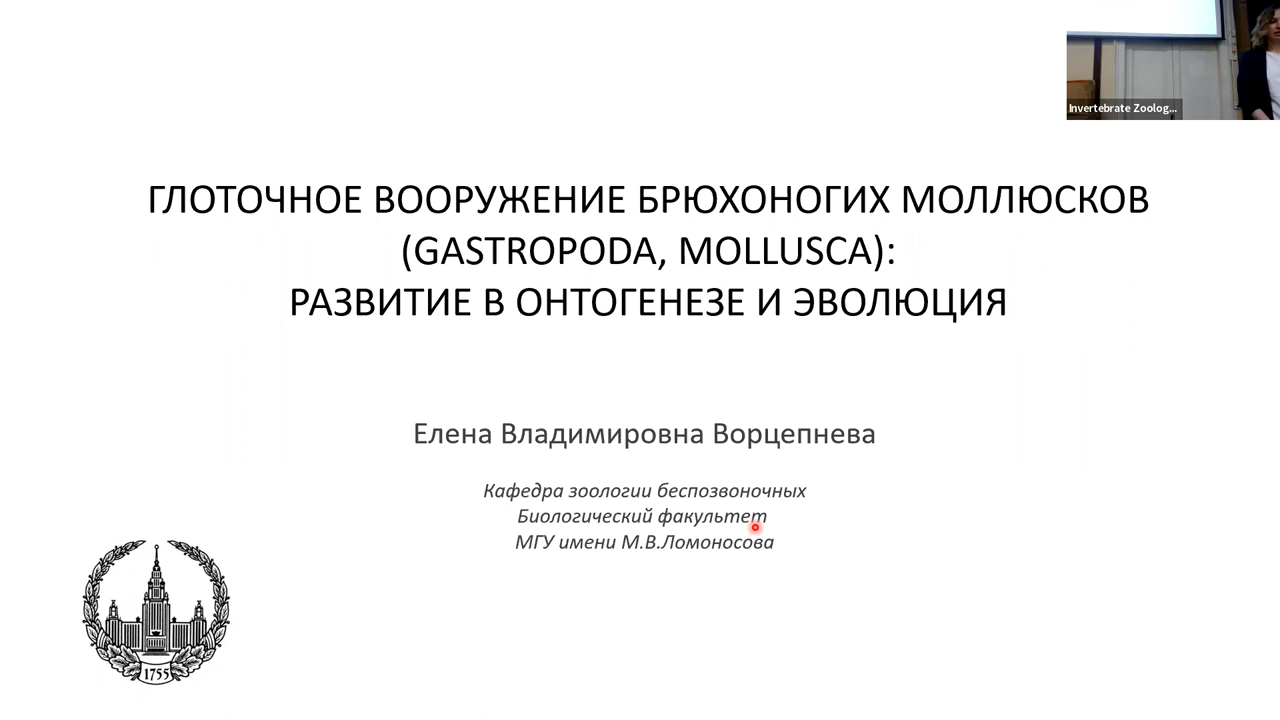 Invertebrate Zoolog...
ГЛОТОЧНОЕ ВООРУЖЕНИЕ БРЮХОНОГИХ МОЛЛЮСКОВ
(GASTROPODA, MOLLUSCA):
РАЗВИТИЕ В ОНТОГЕНЕЗЕ И ЭВОЛЮЦИЯ
Елена Владимировна Ворцепнева
Кафедра зоологии беспозвоночных
Биологический факультет
МГУ имени М.В.Ломоносова
1755